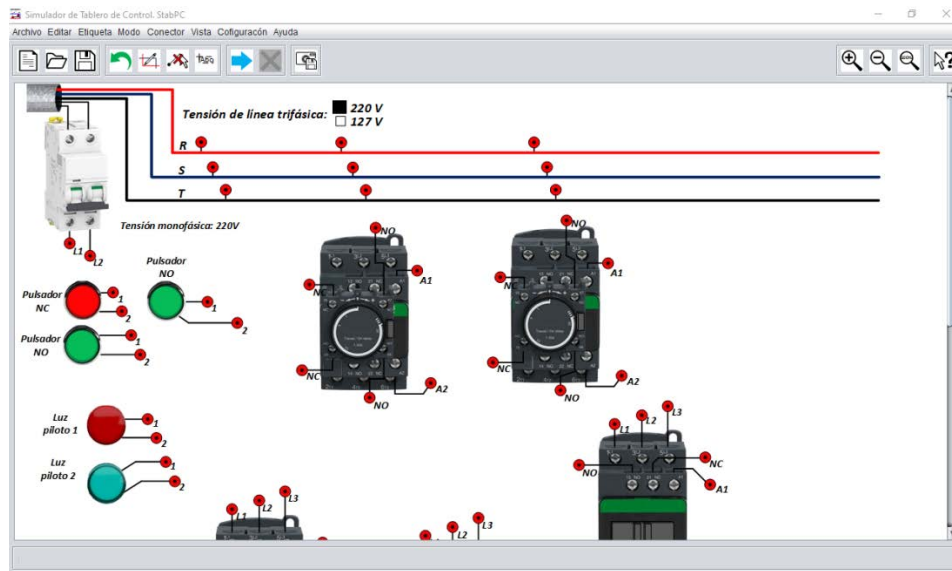 Simulador de Tablero de Control. StabPC
Archivo Editar Etiqueta Modo Conector Vista Cofiguracón Ayuda
Tensión de línea trifásica: 220 V
127 V
R
S
T
Tensión monofásica: 220V
L1
L2
Pulsador
NC
1
2
Pulsador
NO
1
2
Pulsador
NO
1
2
Luz
piloto 1
1
2
Luz
piloto 2
1
2
NO
NC
A1
NC
NO
A2
NO
NC
A1
NC
NO
A2
L1
L2
L3
NO
NC
A1
L1
L2
L3
L2
L3